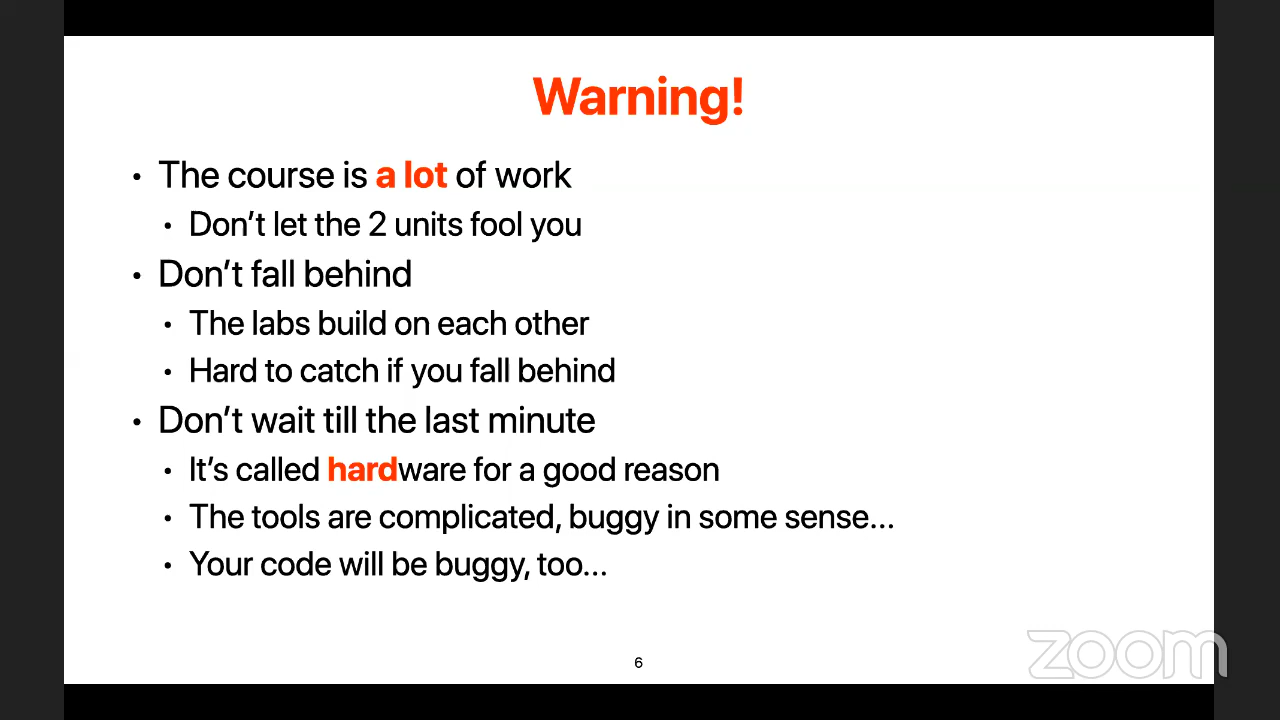 Warning!
• The course is a lot of work
• Don't let the 2 units fool you
• Don't fall behind
• The labs build on each other
• Hard to catch if you fall behind
• Don't wait till the last minute
• It's called hardware for a good reason
• The tools are complicated, buggy in some sense...
• Your code will be buggy, too...
6
zoom